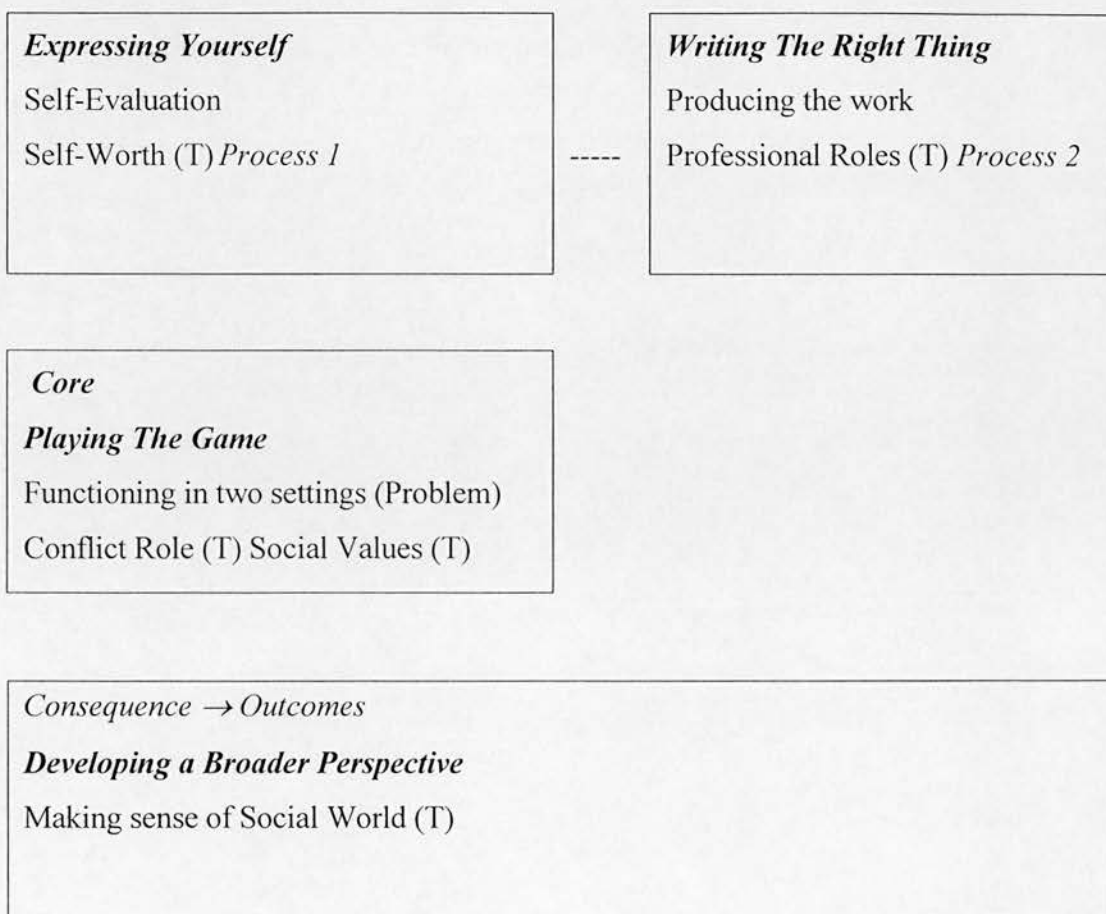 Expressing Yourself
Self-Evaluation
Self-Worth (T) Process 1
-----
Writing The Right Thing
Producing the work
Professional Roles (T) Process 2
Core
Playing The Game
Functioning in two settings (Problem)
Conflict Role (T) Social Values (T)
Consequence → Outcomes
Developing a Broader Perspective
Making sense of Social World (T)